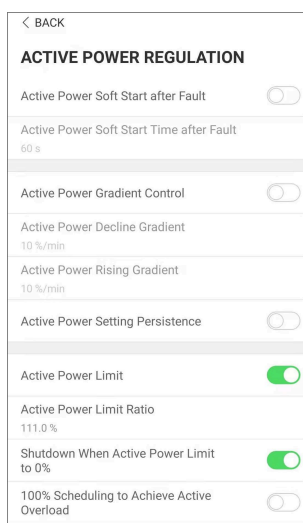 < BACK
ACTIVE POWER REGULATION
Active Power Soft Start after Fault
Active Power Soft Start Time after Fault
60 s
Active Power Gradient Control
Active Power Decline Gradient
10 %/min
Active Power Rising Gradient
10 %/min
Active Power Setting Persistence
Active Power Limit
Active Power Limit Ratio
111.0 %
Shutdown When Active Power Limit
to 0%
100% Scheduling to Achieve Active
Overload